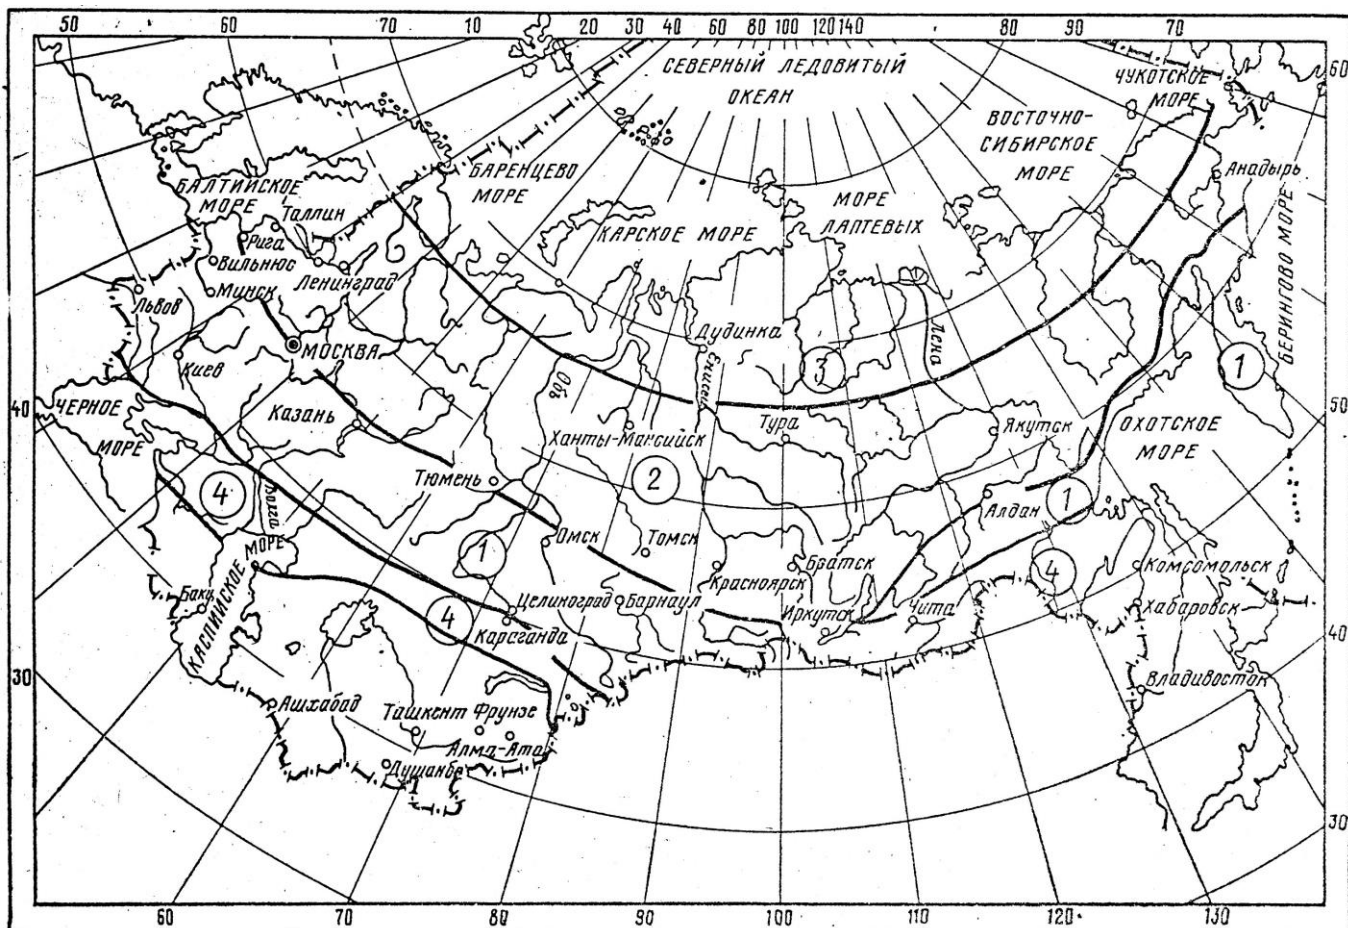 50 60 70 10 20 30 40 60 80 100 120 140 80 90 70
60
СЕВЕРНЫЙ ЛЕДОВИТЫЙ
ОКЕАН
ЧУКОТСКОЕ
МОРЕ
ВОСТОЧНО-
СИБИРСКОЕ
МОРЕ
БАРЕНЦЕВО
МОРЕ
БАЛТИЙСКОЕ
МОРЕ
МОРЕ
ЛАПТЕВЫХ
КАРСКОЕ МОРЕ
Анадырь
БЕРИНГОВО МОРЕ
Таллин
Рига
Вильнюс
Ленинград
Минск
Львов
МОСКВА
Киев
Дудинка
Енисей
Лена
Обь
3
1
40
50
ЧЕРНОЕ
МОРЕ
Казань
Ханты-Мансийск
Тура
Якутск
ОХОТСКОЕ
МОРЕ
Тюмень
2
4
Волга
1
Алдан
1
Омск
Томск
Красноярск
Братск
4
Комсомольск
Хабаровск
КАСПИЙСКОЕ МОРЕ
Баку
4
Целиноград
Барнаул
Караганда
Иркутск
Чита
30
40
Владивосток
Ашхабад
Ташкент
Фрунзе
Алма-Ата
Душанбе
30
60 70 80 90 100 110 120 130